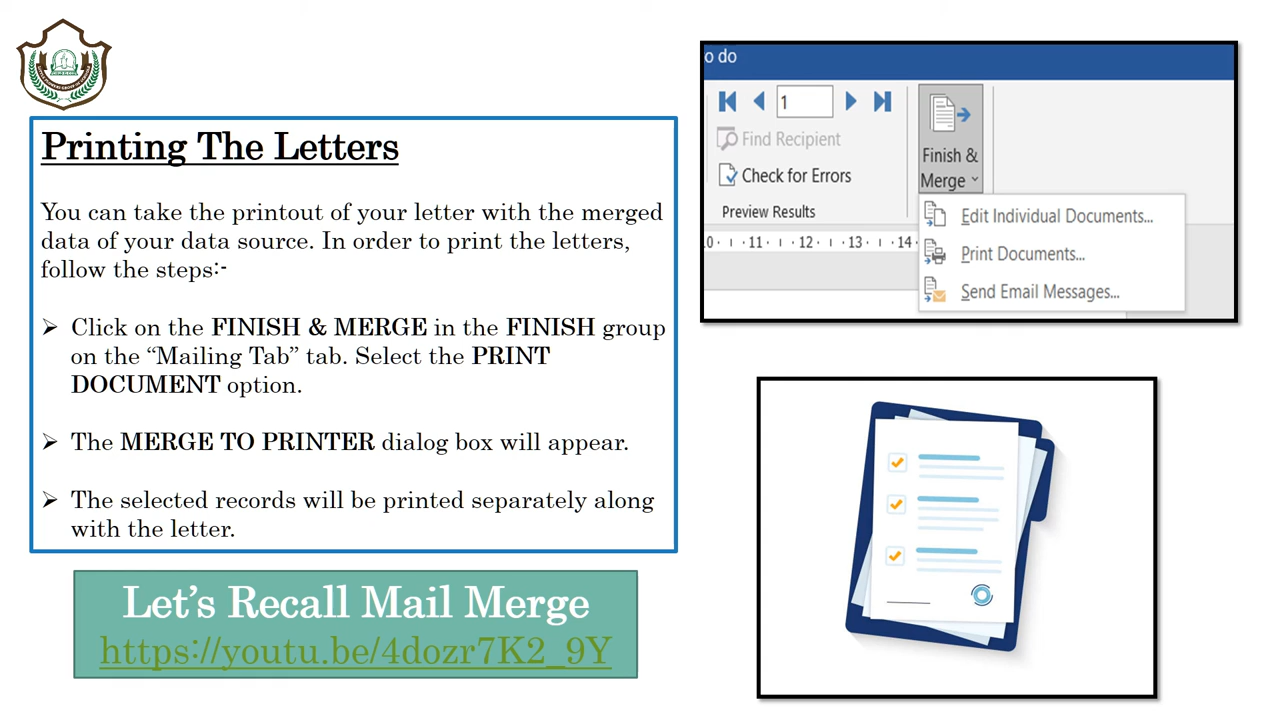 Printing The Letters
You can take the printout of your letter with the merged
data of your data source. In order to print the letters,
follow the steps:-
➢ Click on the FINISH & MERGE in the FINISH group
on the “Mailing Tab” tab. Select the PRINT
DOCUMENT option.
➢ The MERGE TO PRINTER dialog box will appear.
➢ The selected records will be printed separately along
with the letter.
Let’s Recall Mail Merge
https://youtu.be/4dozr7K2_9Y
o do
1
Find Recipient
Check for Errors
Preview Results
Finish &
Merge
Edit Individual Documents...
Print Documents...
Send Email Messages...
10 11 12 13 14